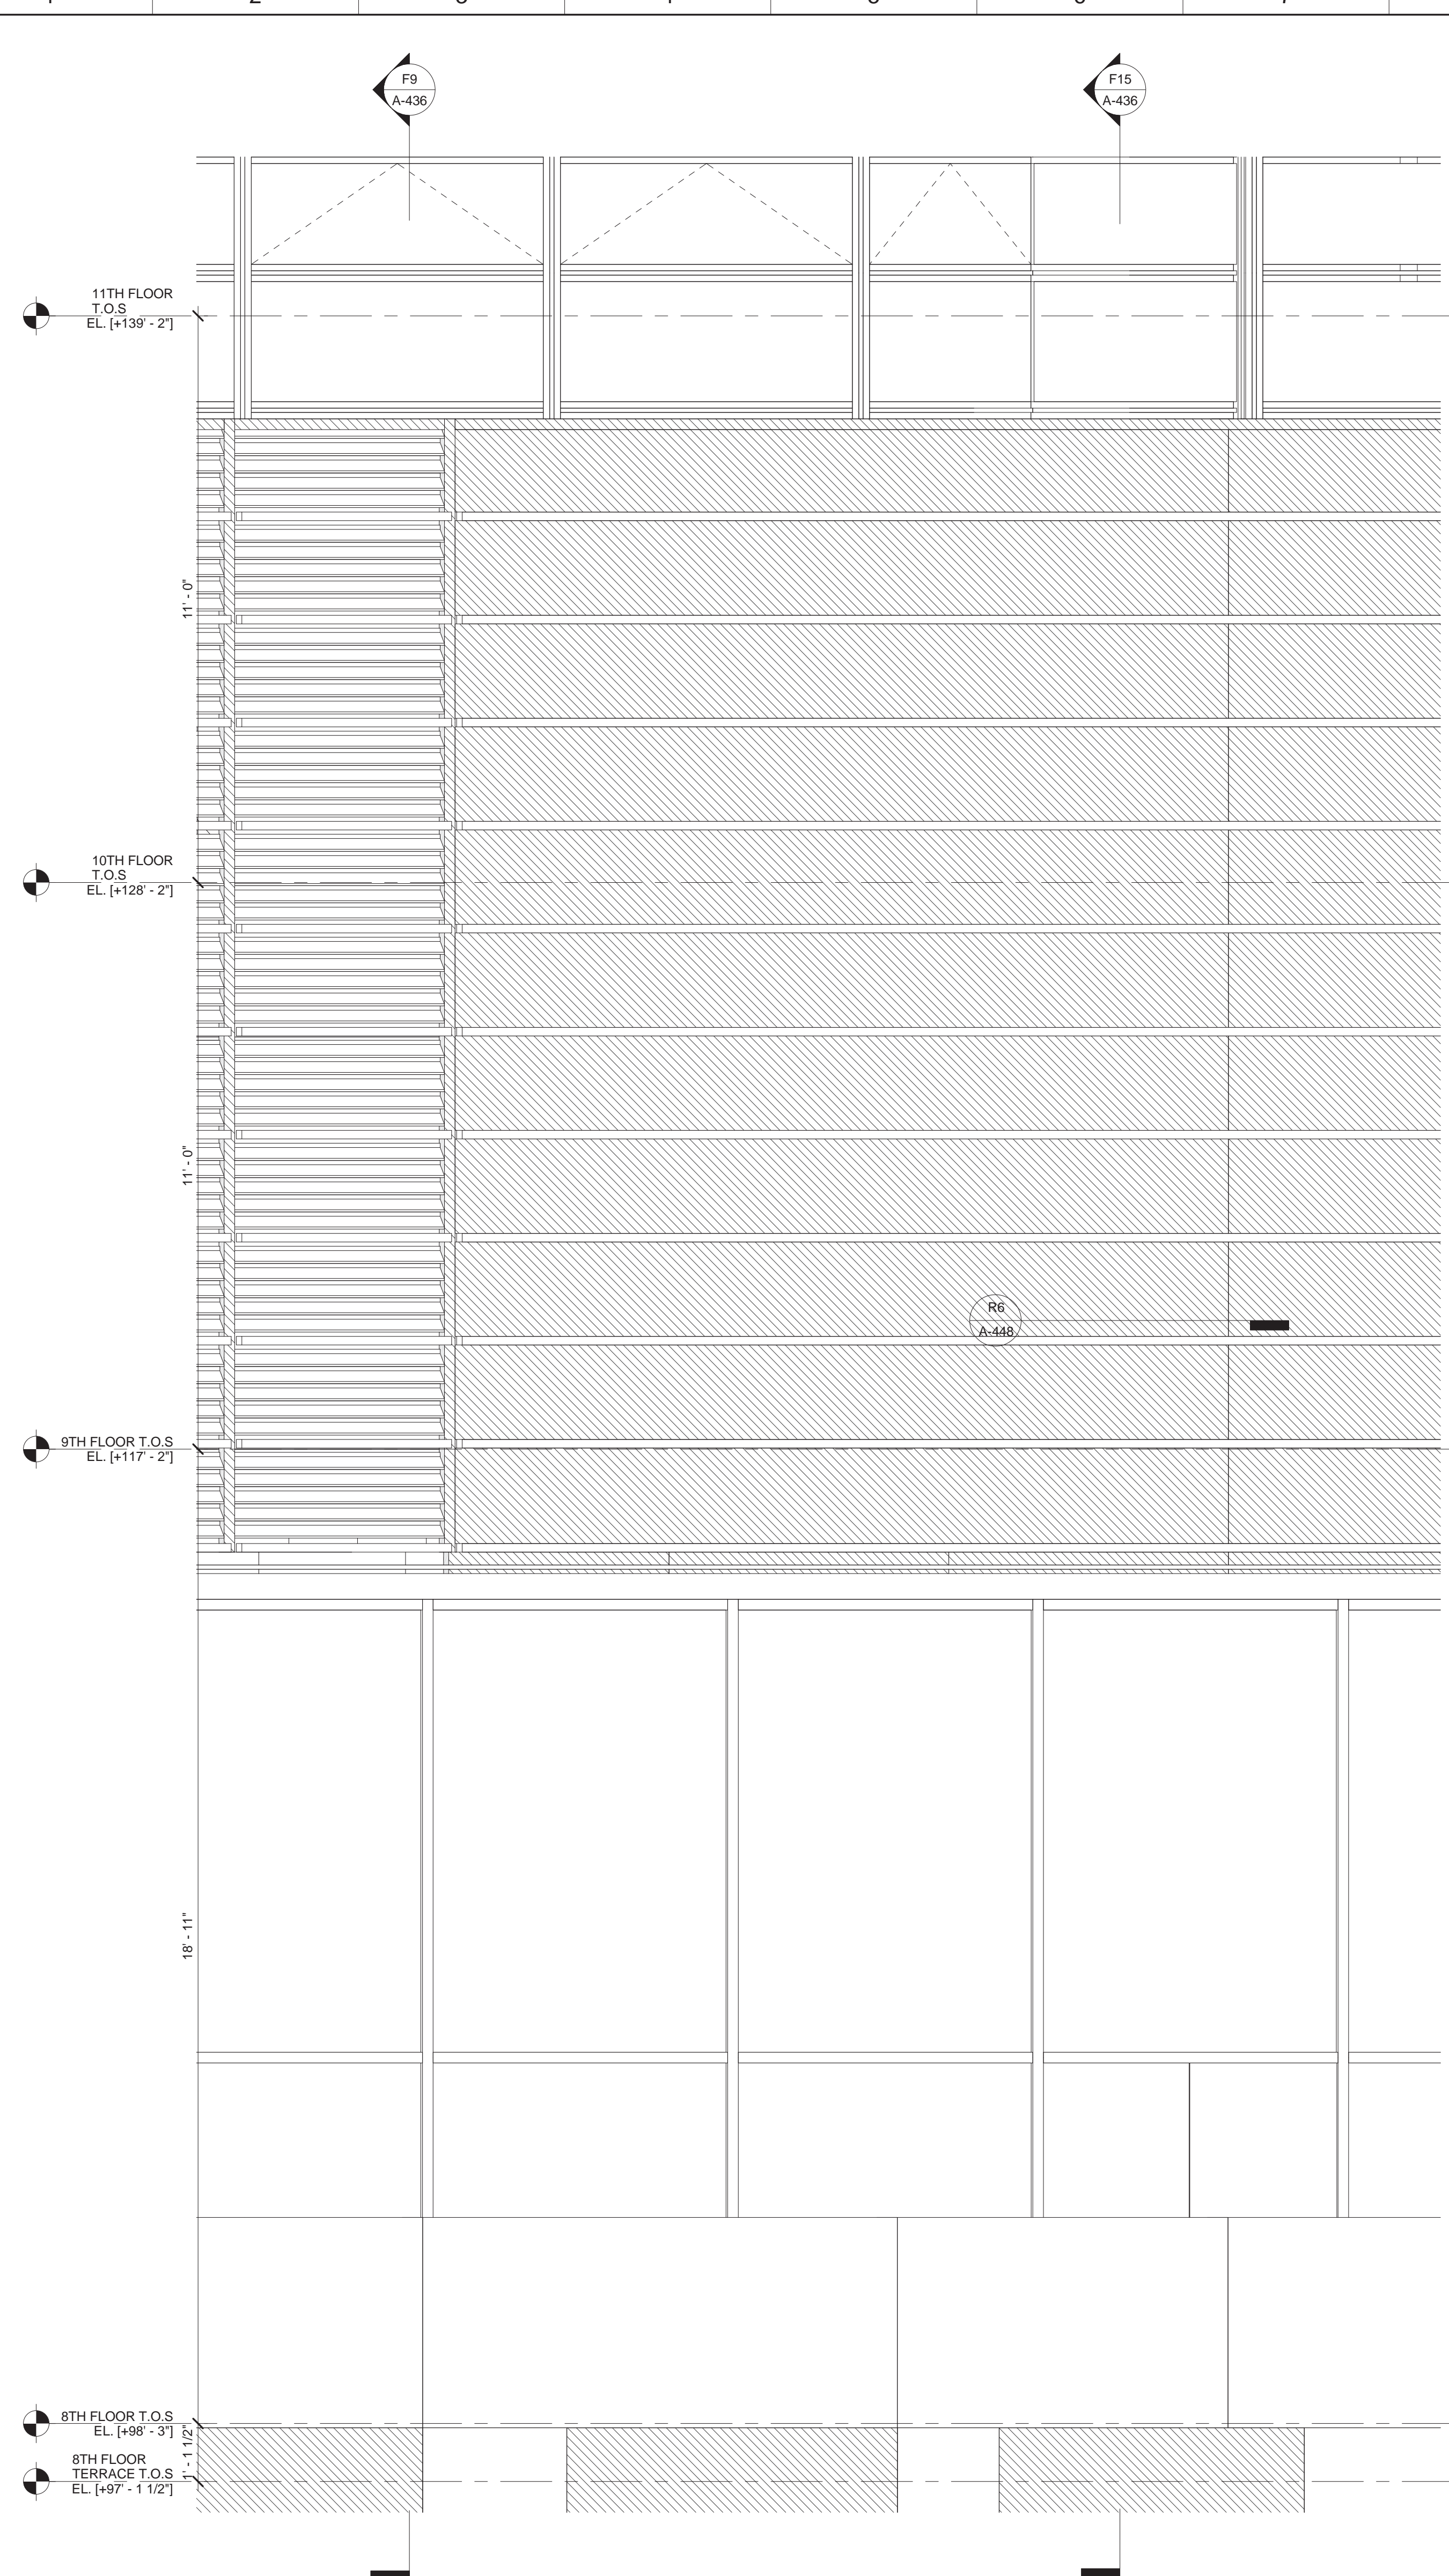 F9
A-436
F15
A-436
11TH FLOOR
T.O.S
EL. [+139' - 2"]
11' - 0"
10TH FLOOR
T.O.S
EL. [+128' - 2"]
11' - 0"
R6
A-448
9TH FLOOR T.O.S
EL. [+117' - 2"]
18' - 11"
8TH FLOOR T.O.S
EL. [+98' - 3"]
1' - 1 1/2"
8TH FLOOR
TERRACE T.O.S
EL. [+97' - 1 1/2"]